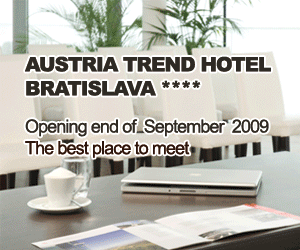 AUSTRIA TREND HOTEL
BRATISLAVA ****
Opening end of September 2009
The best place to meet